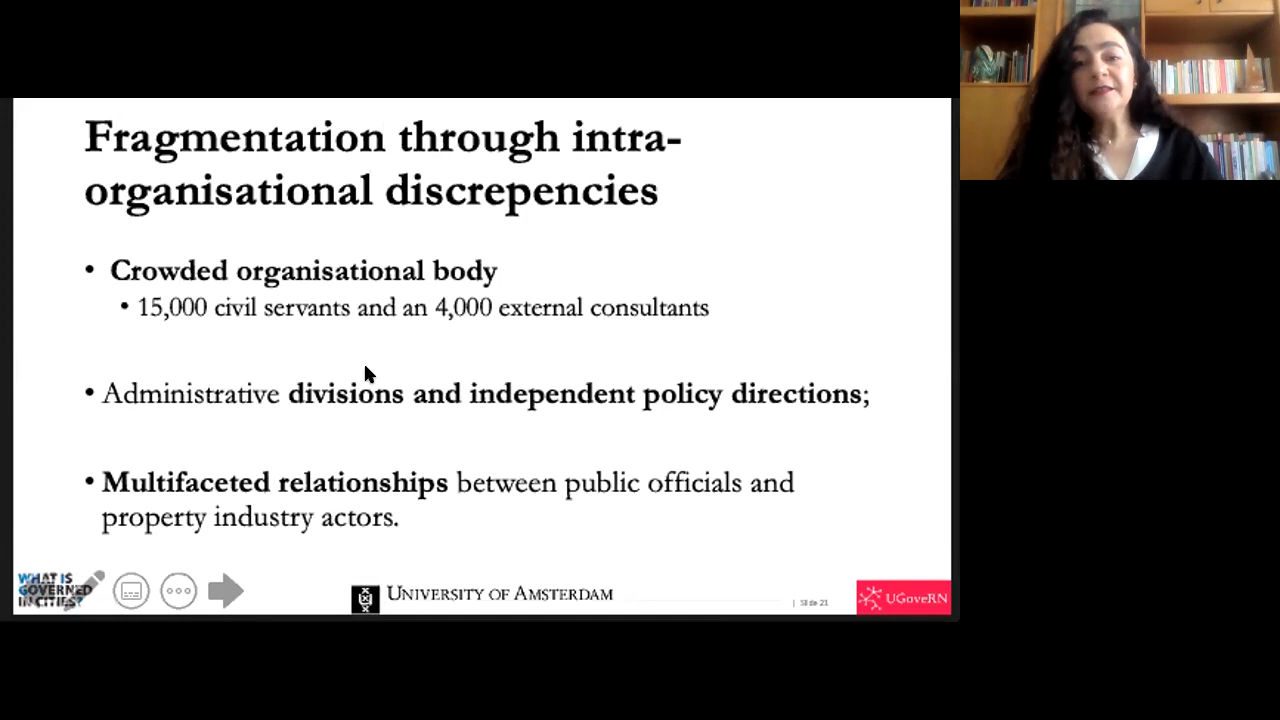 Fragmentation through intra-
organisational discrepencies
• Crowded organisational body
• 15,000 civil servants and an 4,000 external consultants
• Administrative divisions and independent policy directions;
• Multifaceted relationships between public officials and
property industry actors.
WHAT IS
GOVERNED
IN CITIES?
UNIVERSITY OF AMSTERDAM
| Slide 21
UGoveRN